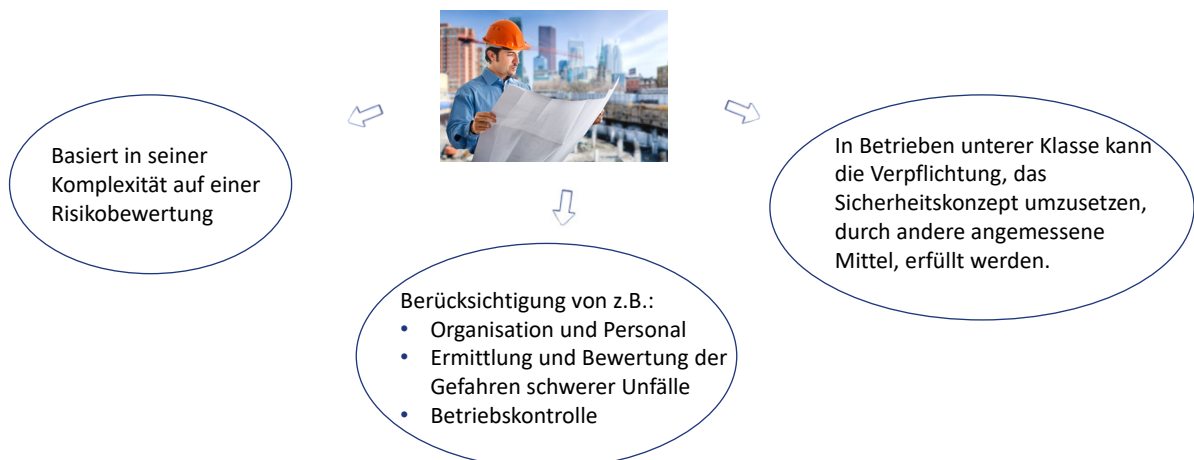 Basiert in seiner
Komplexität auf einer
Risikobewertung
Berücksichtigung von z.B.:
• Organisation und Personal
• Ermittlung und Bewertung der
Gefahren schwerer Unfälle
• Betriebskontrolle
In Betrieben unterer Klasse kann
die Verpflichtung, das
Sicherheitskonzept umzusetzen,
durch andere angemessene
Mittel, erfüllt werden.